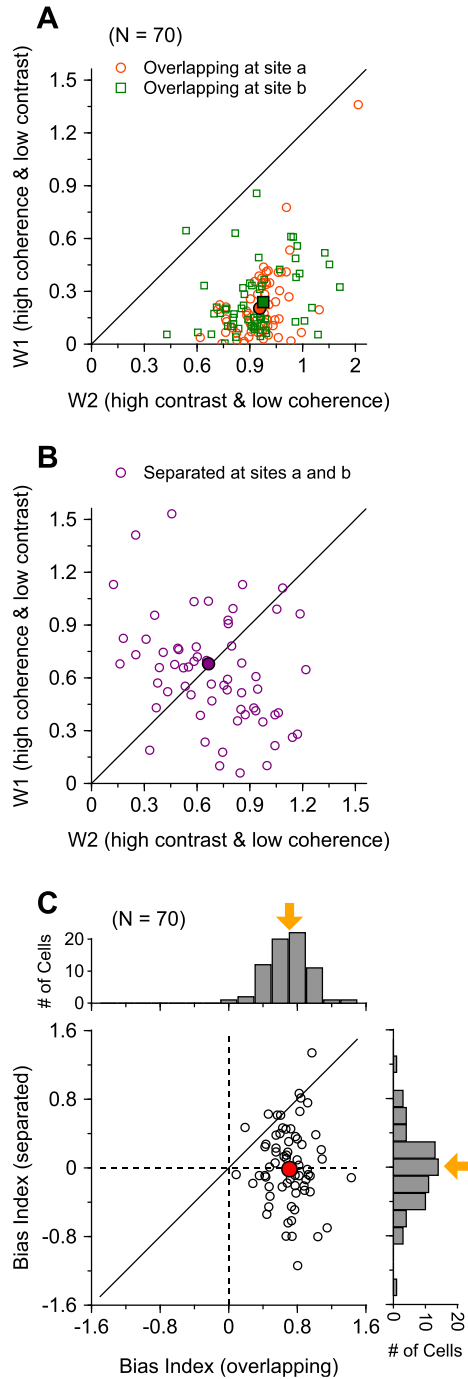 A
(N = 70)
Overlapping at site a
Overlapping at site b
W1 (high coherence & low contrast)
1.5
1.2
0.9
0.6
0.3
0
0 0.3 0.6 0.9 1 2
W2 (high contrast & low coherence)
B
Separated at sites a and b
W1 (high coherence & low contrast)
1.5
1.2
0.9
0.6
0.3
0
0 0.3 0.6 0.9 1.2 1.5
W2 (high contrast & low coherence)
C
(N = 70)
# of Cells
20
0
Bias Index (separated)
1.6
0.8
0
-0.8
-1.6
-1.6 -0.8 0 0.8 1.6
Bias Index (overlapping)
0 10 20
# of Cells